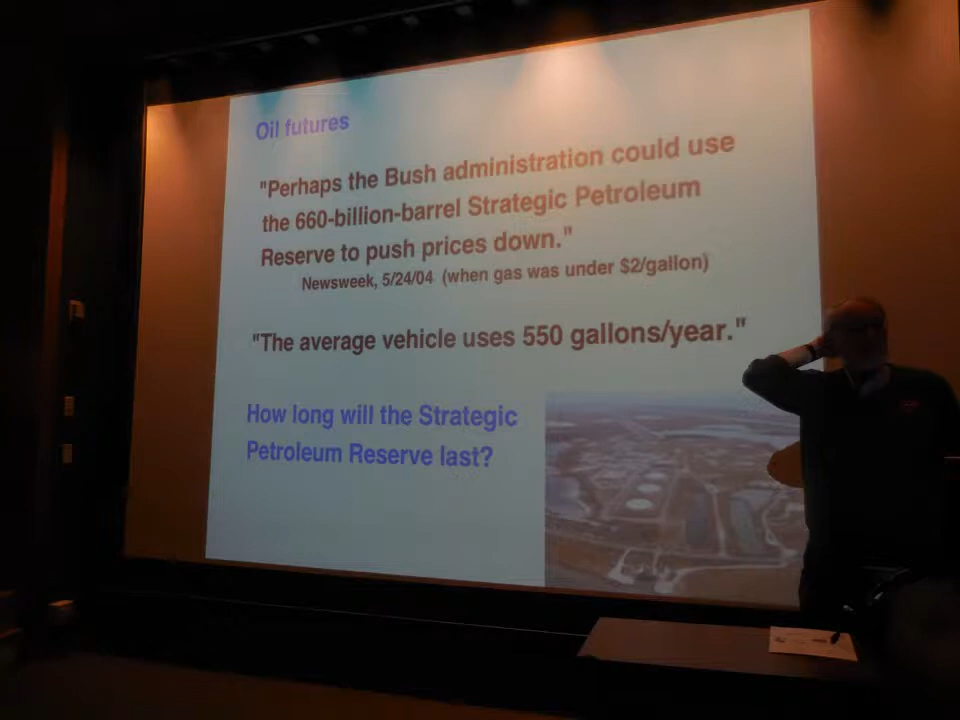 Oil futures
"Perhaps the Bush administration could use
the 660-billion-barrel Strategic Petroleum
Reserve to push prices down."
Newsweek, 5/24/04 (when gas was under $2/gallon)
"The average vehicle uses 550 gallons/year."
How long will the Strategic
Petroleum Reserve last?